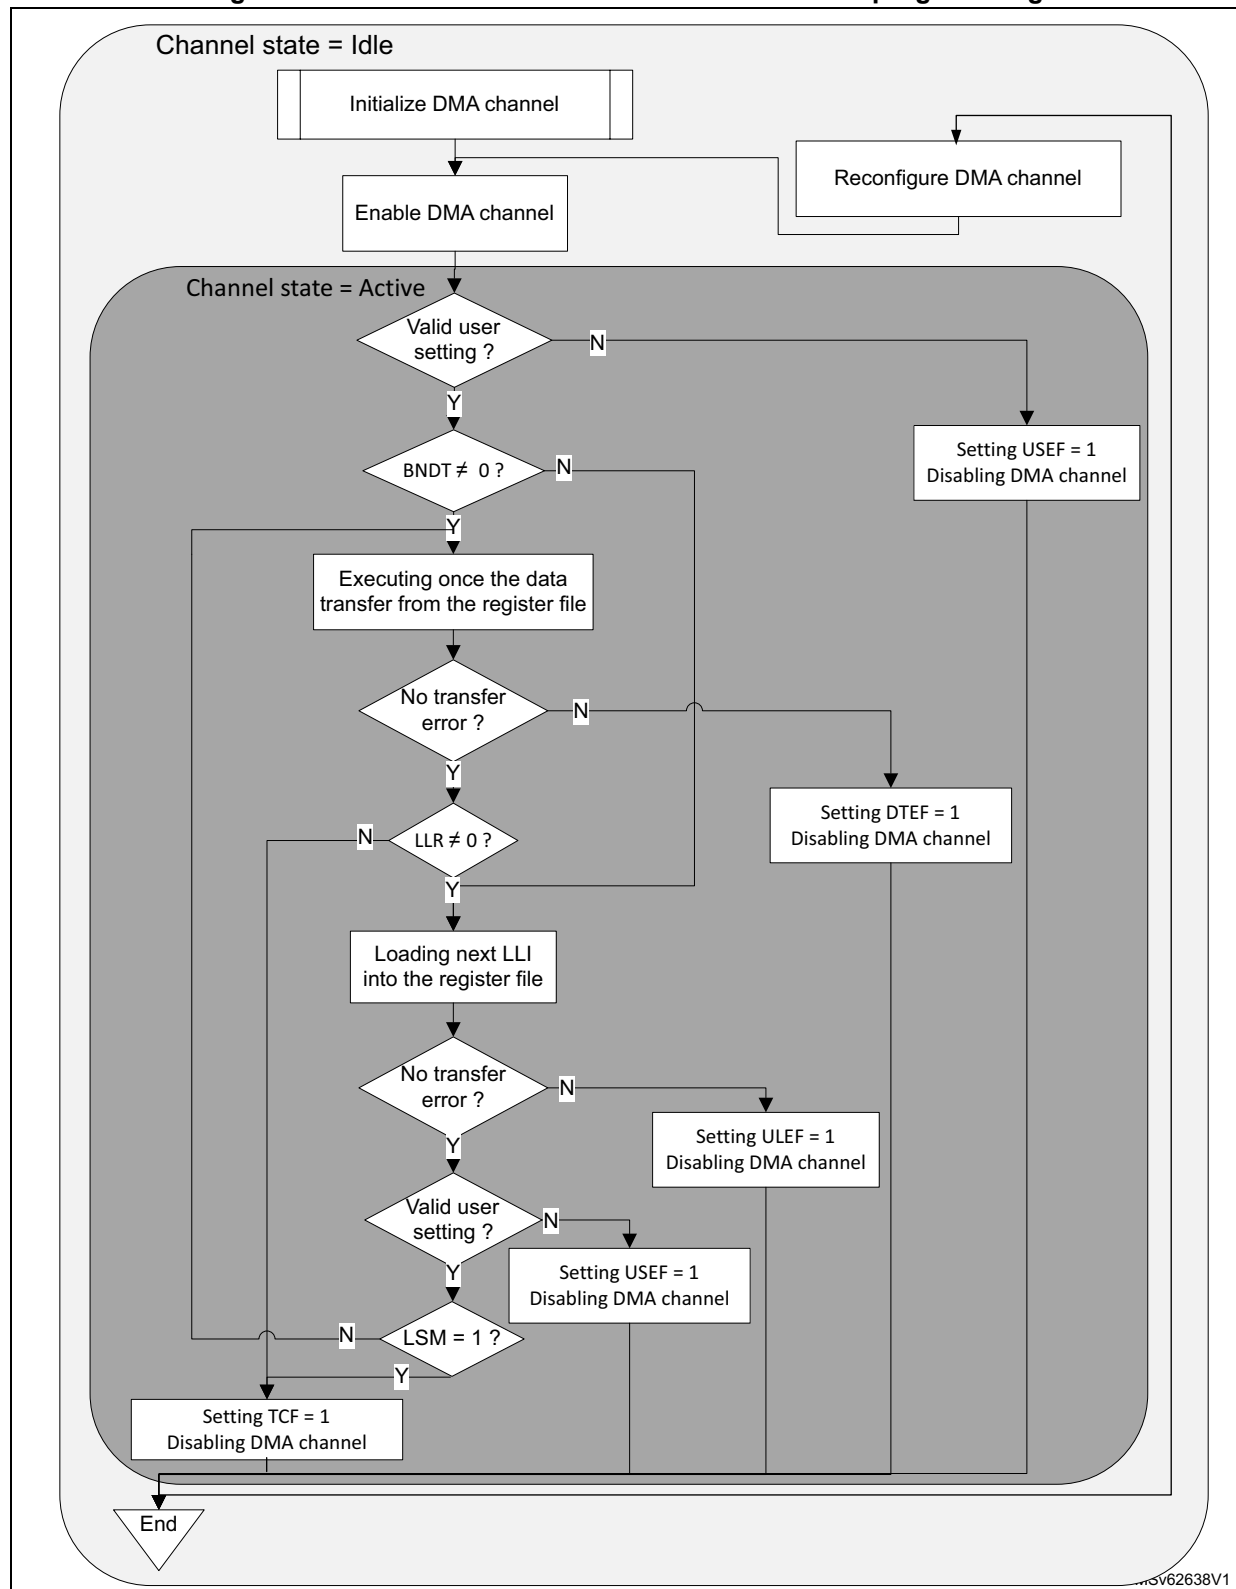 Channel state = Idle
Initialize DMA channel
Reconfigure DMA channel
Enable DMA channel
Channel state = Active
Valid user
setting ?
N
Y
Setting USEF = 1
Disabling DMA channel
BNDT ≠ 0 ?
N
Y
Executing once the data
transfer from the register file
No transfer
error ?
N
Y
Setting DTEF = 1
Disabling DMA channel
LLR ≠ 0 ?
N
Y
Loading next LLI
into the register file
No transfer
error ?
N
Y
Setting ULEF = 1
Disabling DMA channel
Valid user
setting ?
N
Y
Setting USEF = 1
Disabling DMA channel
LSM = 1 ?
N
Y
Setting TCF = 1
Disabling DMA channel
End